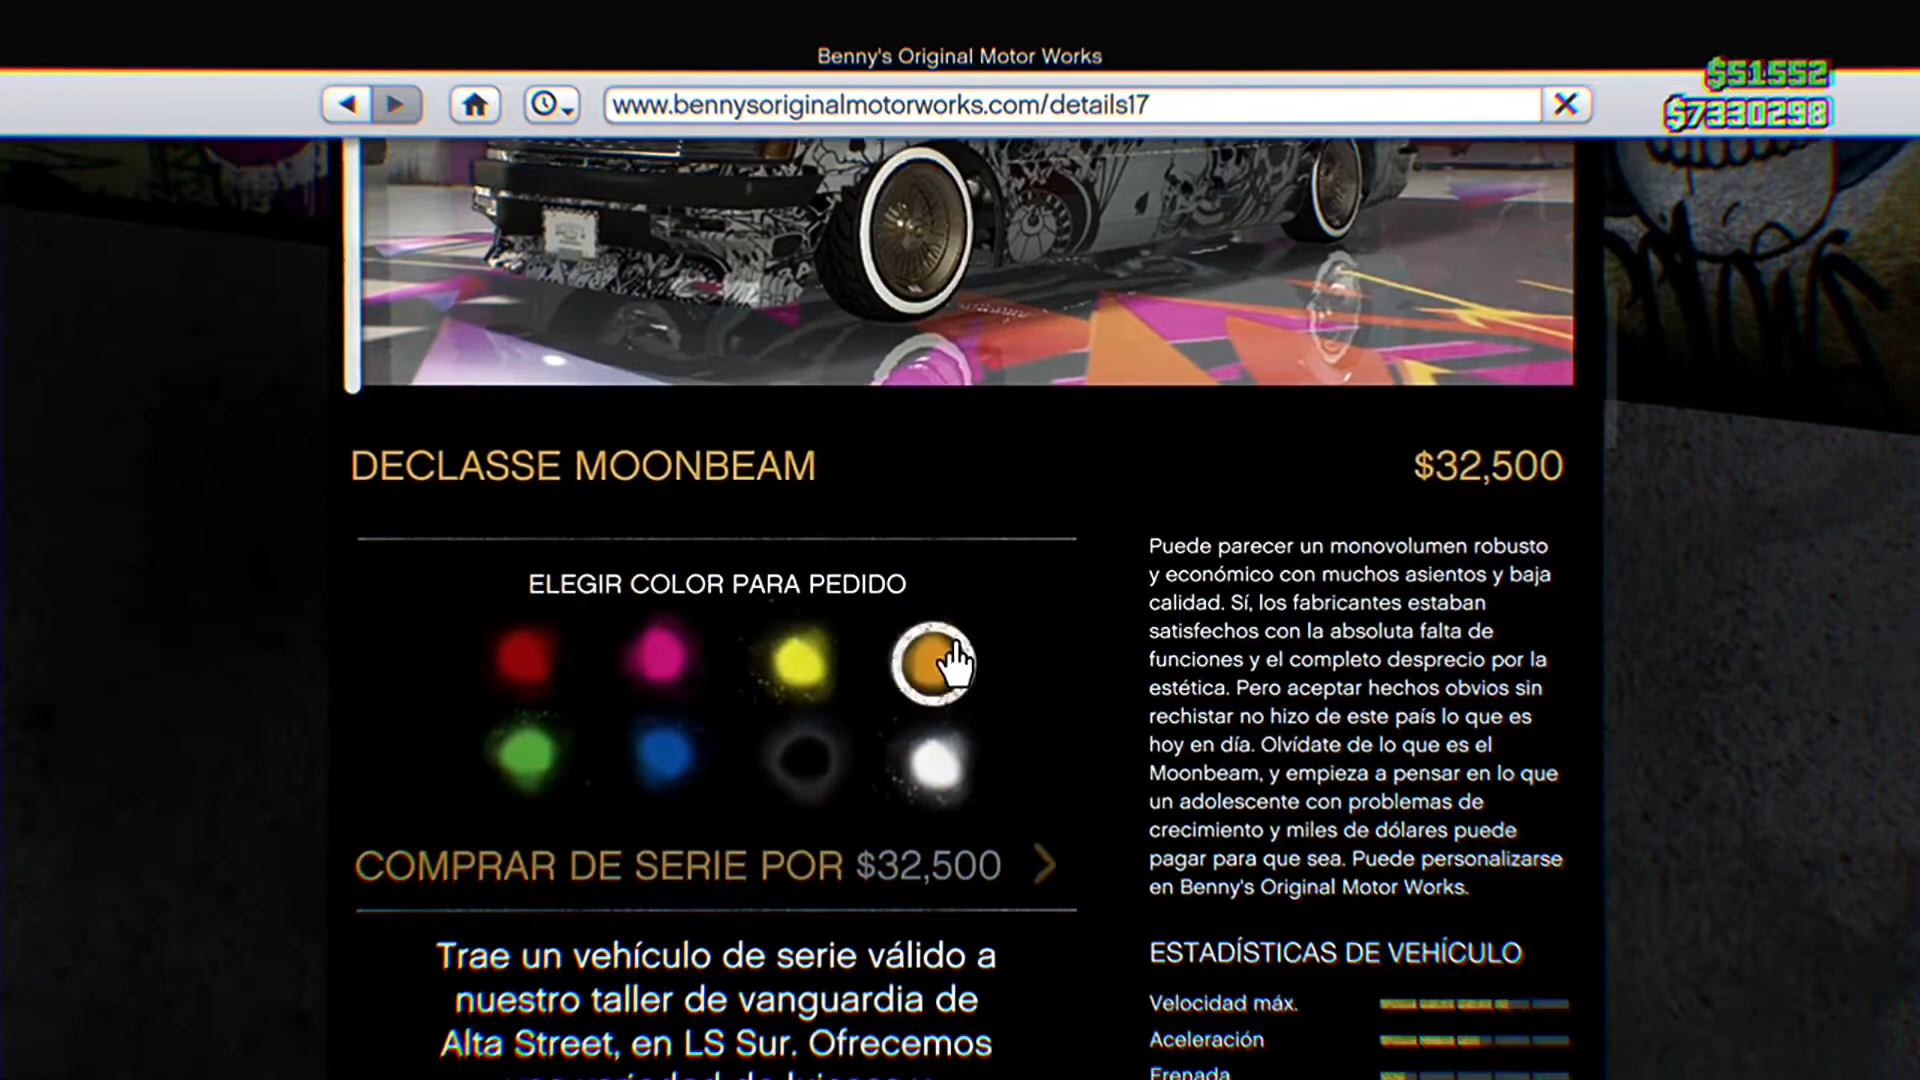 Benny's Original Motor Works
$51552
www.bennysoriginalmotorworks.com/details17
$7330298
DECLASSE MOONBEAM
$32,500
ELEGIR COLOR PARA PEDIDO
COMPRAR DE SERIE POR $32,500
Trae un vehículo de serie válido a
nuestro taller de vanguardia de
Alta Street, en LS Sur. Ofrecemos
Puede parecer un monovolumen robusto
y económico con muchos asientos y baja
calidad. Sí, los fabricantes estaban
satisfechos con la absoluta falta de
funciones y el completo desprecio por la
estética. Pero aceptar hechos obvios sin
rechistar no hizo de este país lo que es
hoy en día. Olvídate de lo que es el
Moonbeam, y empieza a pensar en lo que
un adolescente con problemas de
crecimiento y miles de dólares puede
pagar para que sea. Puede personalizarse
en Benny's Original Motor Works.
ESTADÍSTICAS DE VEHÍCULO
Velocidad máx.
Aceleración
Frenada